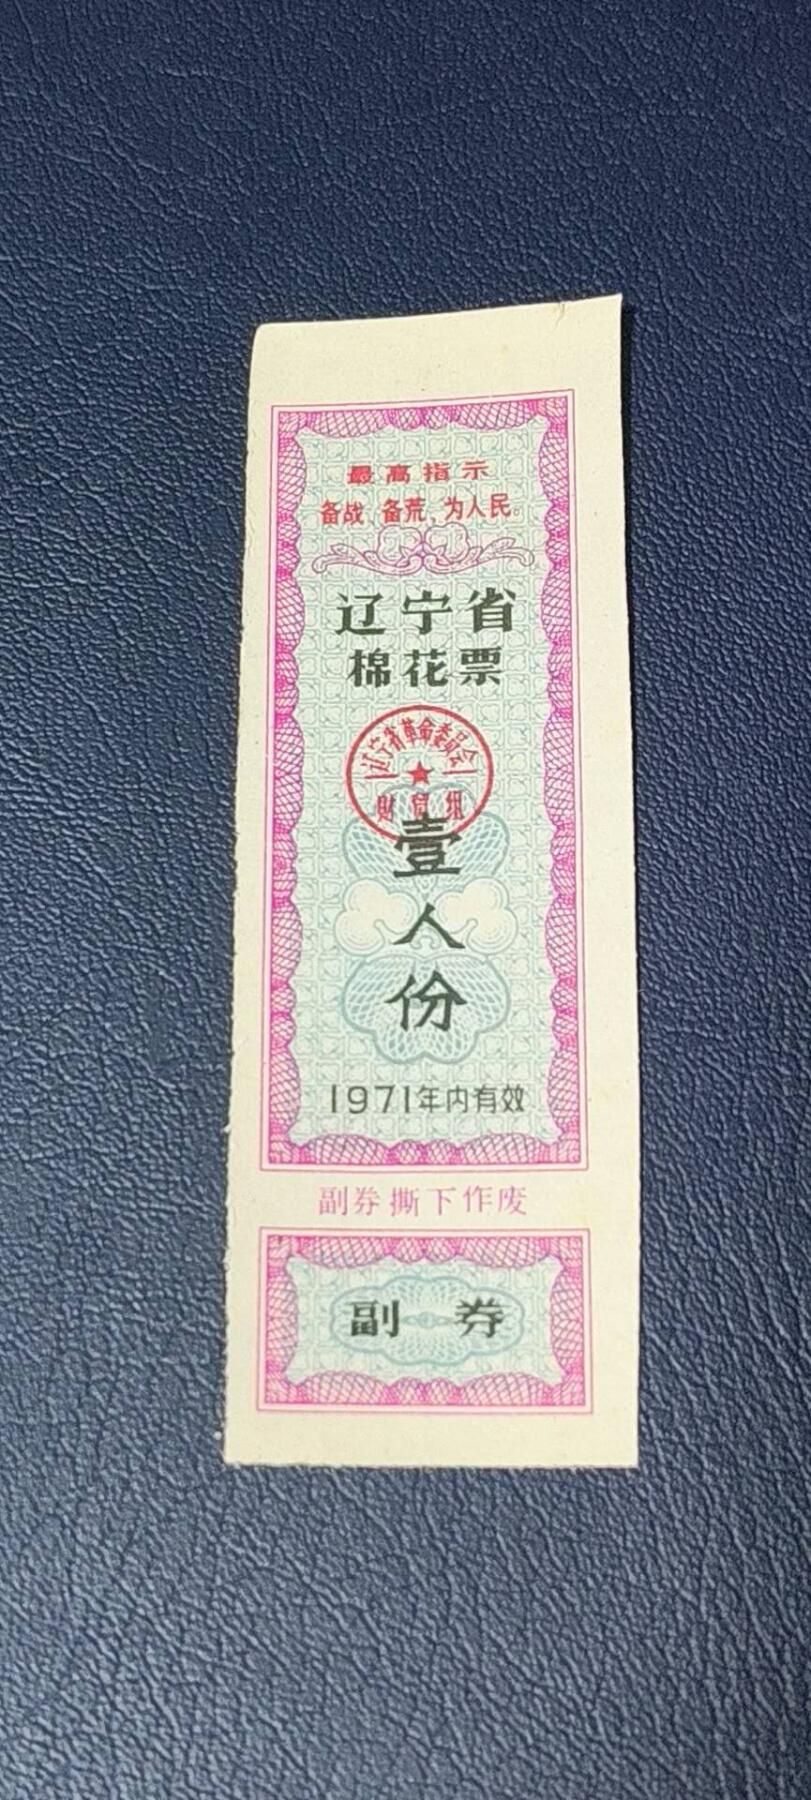 最高指示
备战、备荒、为人民。
辽宁省
棉花票
辽宁省革命委员会
财贸组
壹
人
份
1971年内有效
副券撕下作废
副 券